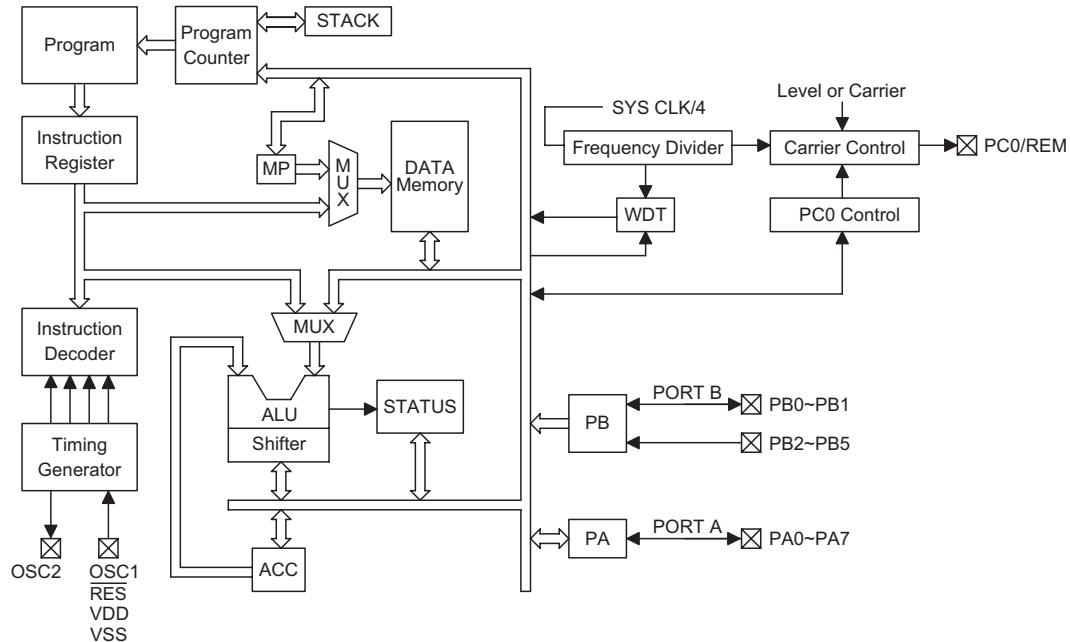 STACK
Program
Program
Counter
SYS CLK/4
Level or Carrier
Instruction
Register
MP
MUX
DATA
Memory
Frequency Divider
Carrier Control
PC0/REM
WDT
PC0 Control
Instruction
Decoder
MUX
ALU
Shifter
STATUS
PB
PORT B
PB0~PB1
PB2~PB5
Timing
Generator
PA
PORT A
PA0~PA7
ACC
OSC2
OSC1
RES
VDD
VSS